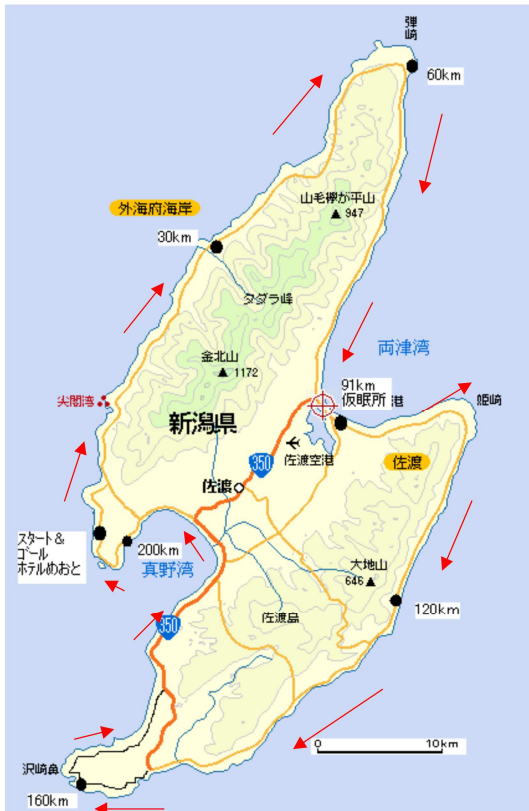 弾崎
60km
山毛欅が平山
▲ 947
外海府海岸
30km
タダラ峰
両津湾
金北山
▲ 1172
91km
仮眠所 港
姫崎
尖閣湾
新潟県
佐渡空港
佐渡
350
佐渡
スタート&
ゴール
ホテルめおと
200km
真野湾
大地山
646 ▲
120km
佐渡島
350
0 10km
沢崎鼻
160km